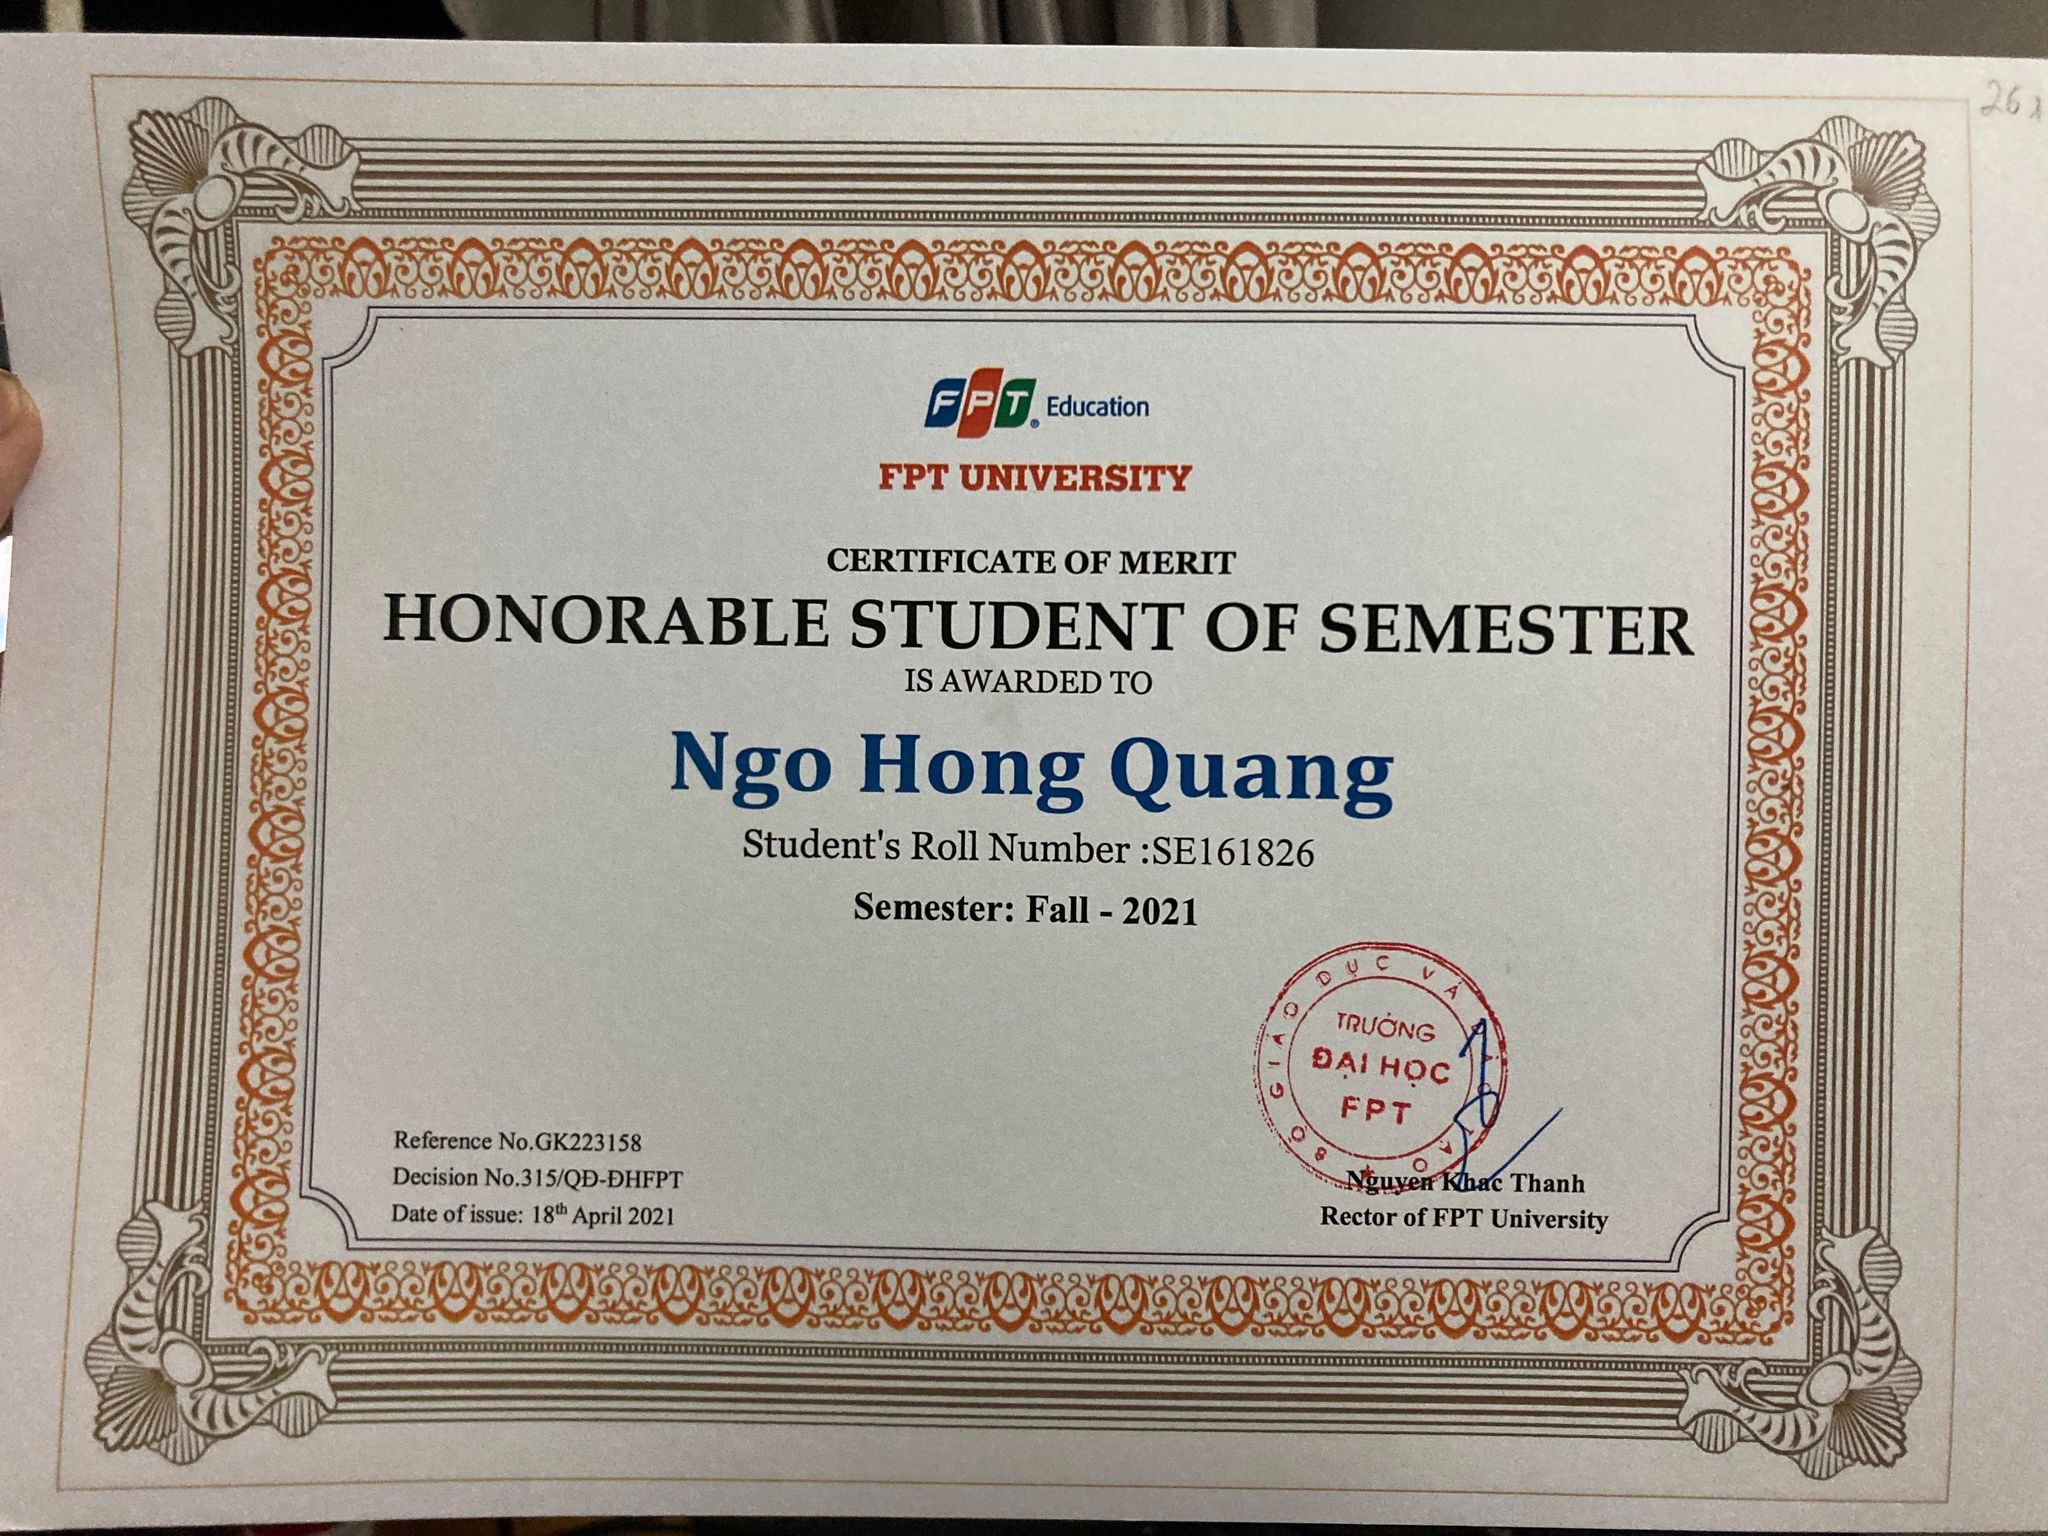 26
FPT Education
FPT UNIVERSITY
CERTIFICATE OF MERIT
HONORABLE STUDENT OF SEMESTER
IS AWARDED TO
Ngo Hong Quang
Student's Roll Number :SE161826
Semester: Fall - 2021
BỘ GIÁO DỤC VÀ ĐÀO TẠO
TRƯỜNG
ĐẠI HỌC
FPT
Reference No.GK223158
Decision No.315/QĐ-ĐHFPT
Date of issue: 18th April 2021
Nguyen Khac Thanh
Rector of FPT University